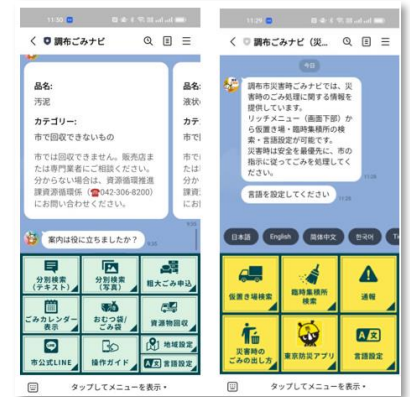 11:30
調布ごみナビ
品名:
汚泥
カテゴリー:
市で回収できないもの
市では回収できません。販売店ま
たは専門業者にご相談ください。
分からない場合は、資源循環推進
課資源循環係(☎042-306-8200)
にお問い合わせください。
品名
液状
カテ
市で
市で
たは
分か
課資
にお
案内は役に立ちましたか?
分別検索
(テキスト)
分別検索
(写真)
粗大ごみ申込
ごみカレンダー
表示
おむつ袋/
ごみ袋
資源物回収
市公式LINE
操作ガイド
地域設定
言語設定
タップしてメニューを表示・
11:29
調布ごみナビ(災...
今日
調布市災害時ごみナビでは、災
害時のごみ処理に関する情報を
提供しています。
リッチメニュー(画面下部)か
ら仮置き場・臨時集積所の検
索・言語設定が可能です。
災害時は安全を最優先に、市の
指示に従ってごみを処理してく
ださい。
11:29
言語を設定してください
11:29
日本語
English
简体中文
한국어
仮置き場検索
臨時集積所
検索
通報
災害時の
ごみの出し方
東京防災アプリ
言語設定
タップしてメニューを表示・